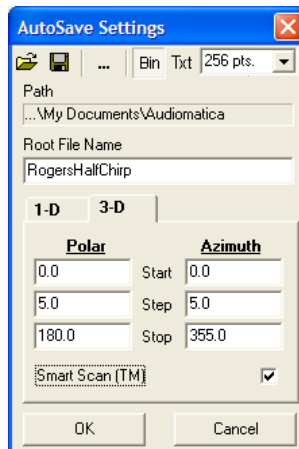 AutoSave Settings
... Bin Txt 256 pts.
Path
...\My Documents\Audiomatica
Root File Name
RogersHalfChirp
1-D 3-D
Polar Azimuth
0.0 Start 0.0
5.0 Step 5.0
180.0 Stop 355.0
Smart Scan (TM)
OK Cancel